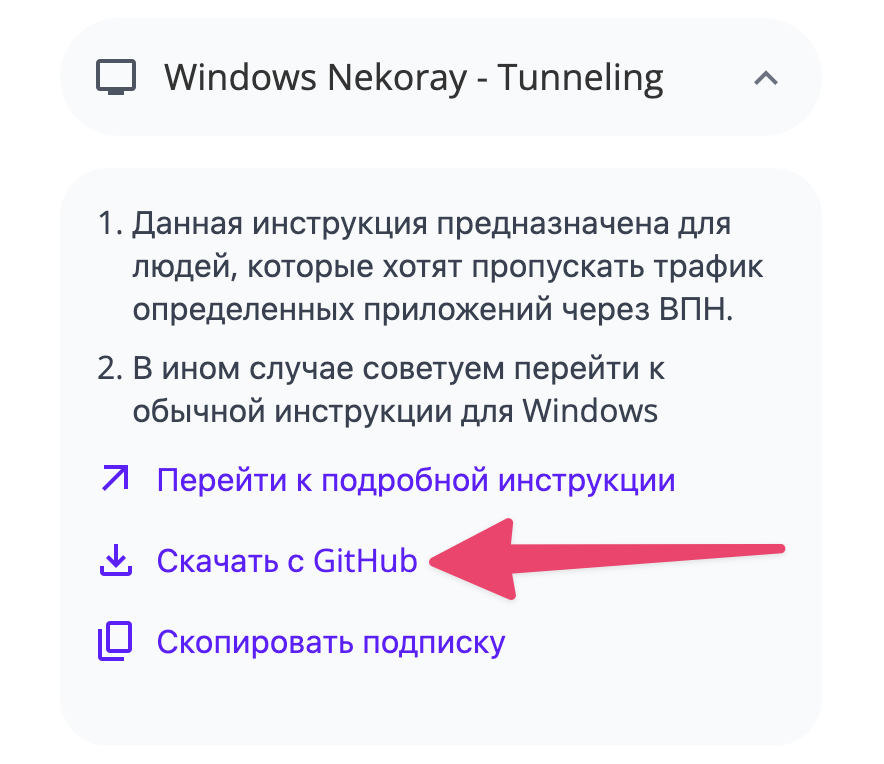 Windows Nekoray - Tunneling
1. Данная инструкция предназначена для
людей, которые хотят пропускать трафик
определенных приложений через ВПН.
2. В ином случае советуем перейти к
обычной инструкции для Windows
Перейти к подробной инструкции
Скачать с GitHub
Скопировать подписку